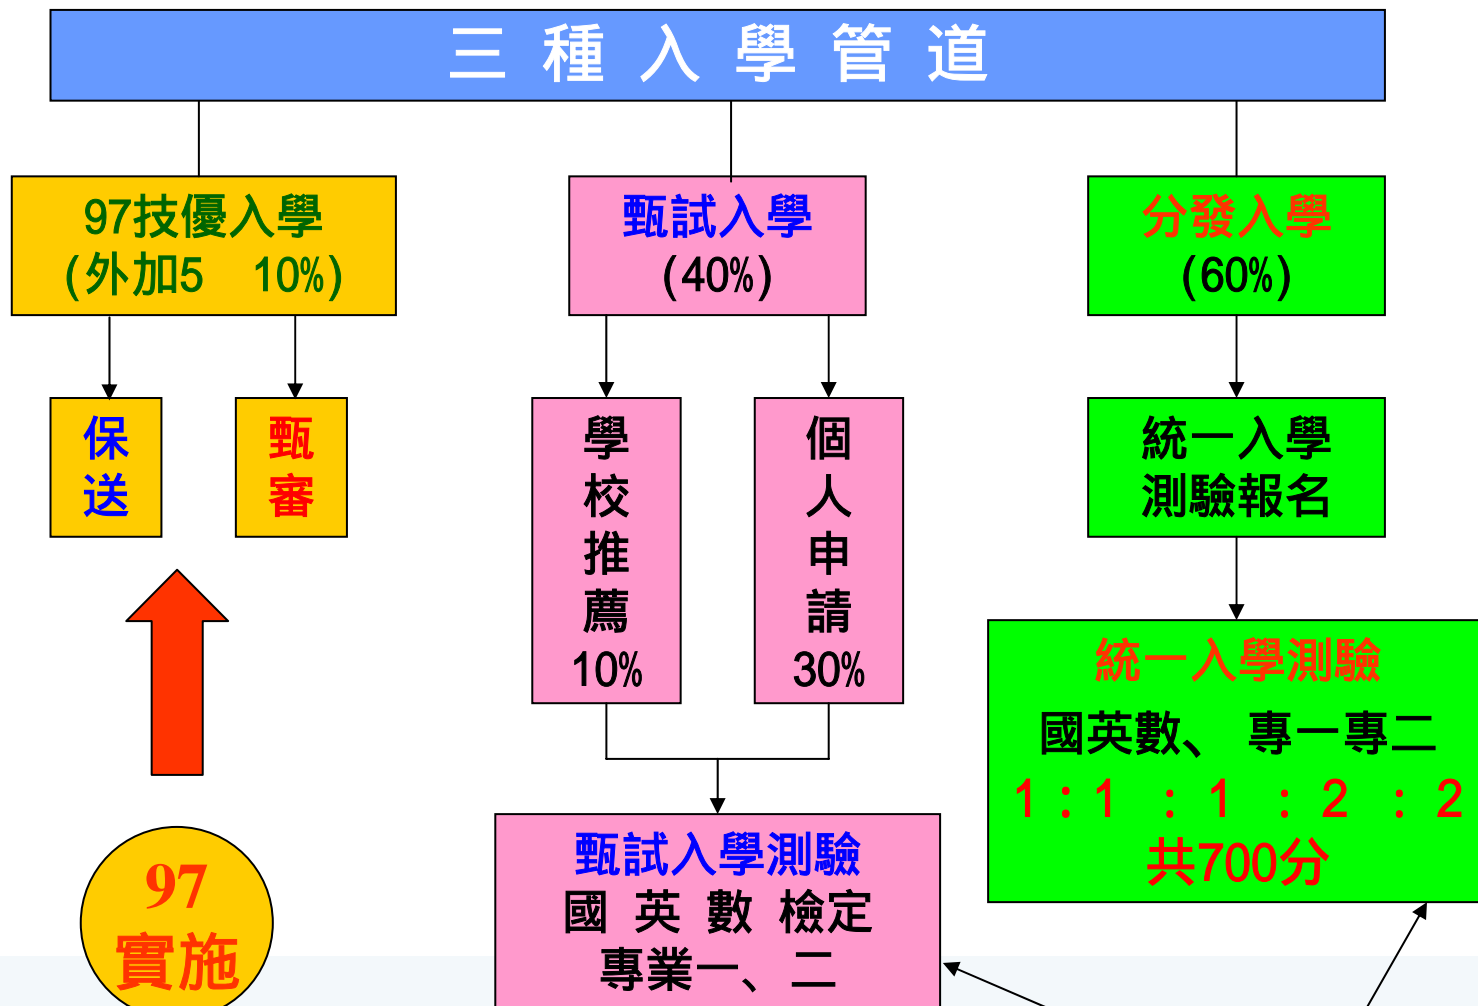 三種入學管道
97技優入學
(外加5 10%)
保送
甄審
97
實施
甄試入學
(40%)
學校推薦
10%
個人申請
30%
甄試入學測驗
國 英 數 檢定
專業一、二
分發入學
(60%)
統一入學
測驗報名
統一入學測驗
國英數、 專一專二
1：1 ：1 ：2 ：2
共700分